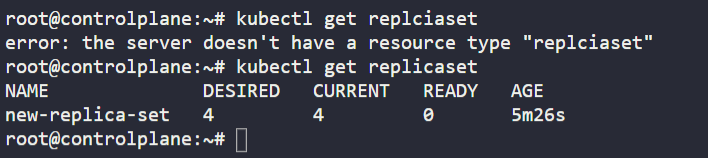 root@controlplane:~# kubectl get replciaset
error: the server doesn't have a resource type "replciaset"
root@controlplane:~# kubectl get replicaset
NAME              DESIRED   CURRENT   READY   AGE
new-replica-set   4         4         0       5m26s
root@controlplane:~#